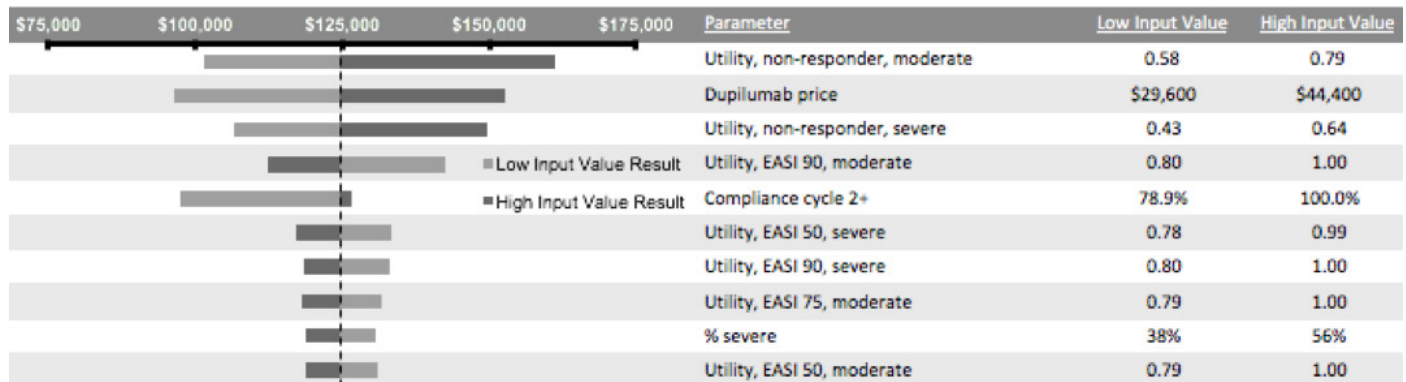 $75,000 $100,000 $125,000 $150,000 $175,000 Parameter Low Input Value High Input Value
Utility, non-responder, moderate 0.58 0.79
Dupilumab price $29,600 $44,400
Utility, non-responder, severe 0.43 0.64
Low Input Value Result Utility, EASI 90, moderate 0.80 1.00
High Input Value Result Compliance cycle 2+ 78.9% 100.0%
Utility, EASI 50, severe 0.78 0.99
Utility, EASI 90, severe 0.80 1.00
Utility, EASI 75, moderate 0.79 1.00
% severe 38% 56%
Utility, EASI 50, moderate 0.79 1.00